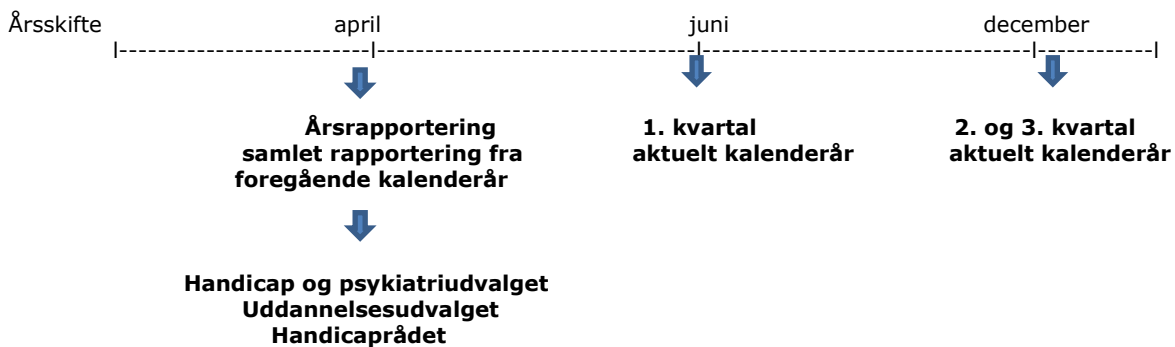 Årsskifte april juni december
|--------------------------------|----------------------------------------|-----------------------------------------|---------------|
Årsrapportering
samlet rapportering fra
foregående kalenderår
1. kvartal
aktuelt kalenderår
2. og 3. kvartal
aktuelt kalenderår
Handicap og psykiatriudvalget
Uddannelsesudvalget
Handicaprådet